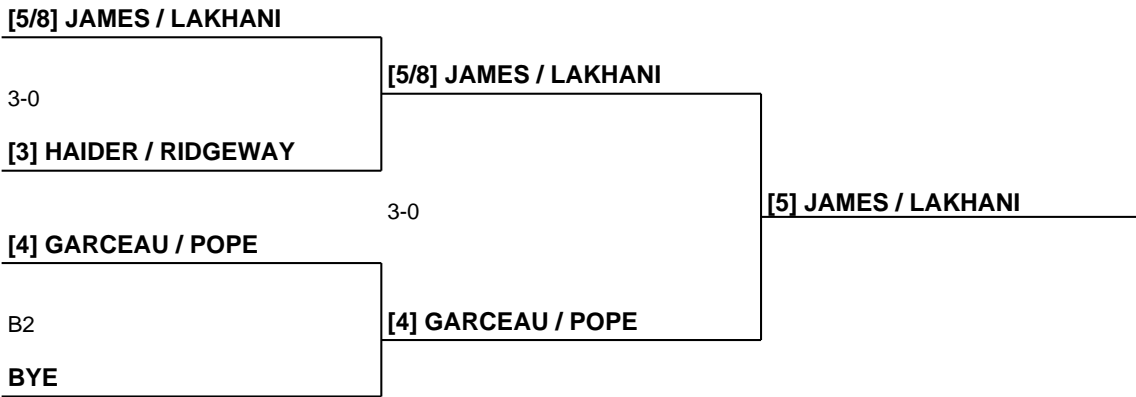 [5/8] JAMES / LAKHANI
[5/8] JAMES / LAKHANI
3-0
[3] HAIDER / RIDGEWAY
[5] JAMES / LAKHANI
3-0
[4] GARCEAU / POPE
[4] GARCEAU / POPE
B2
BYE